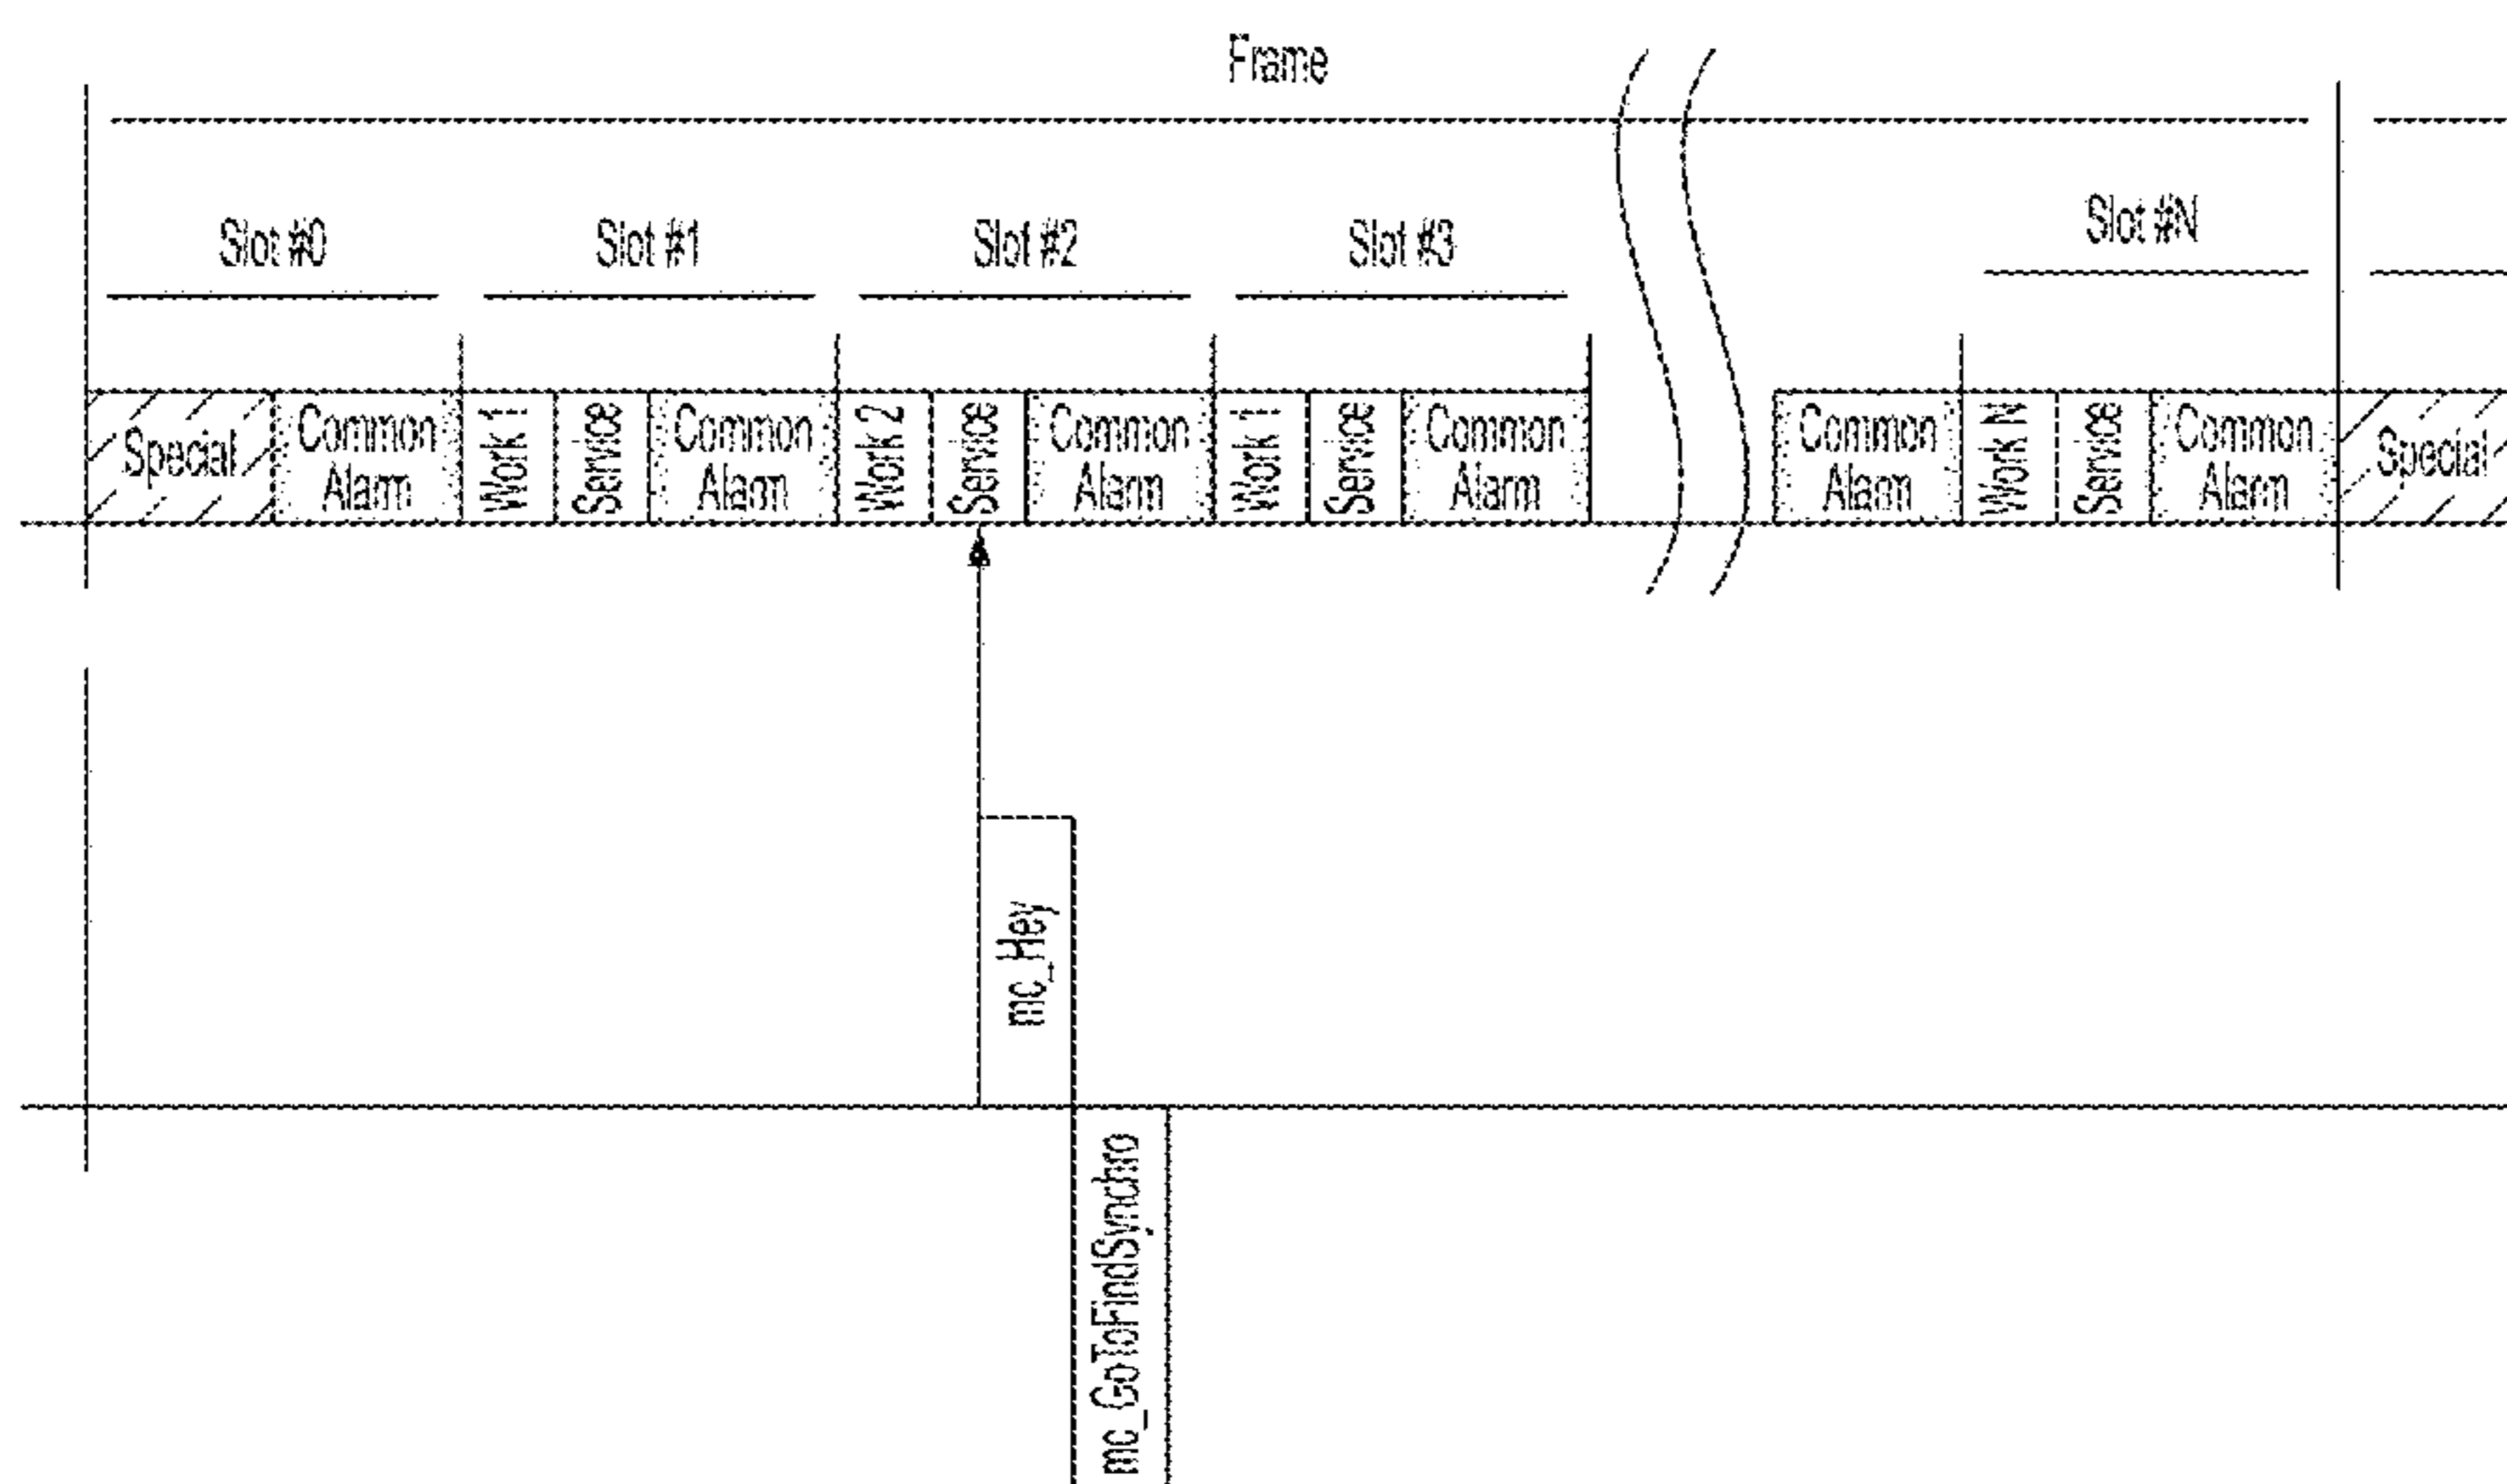 Frame
Slot #0
Slot #1
Slot #2
Slot #3
Slot #N
Special
Common
Alarm
Work 1
Service
Common
Alarm
Work 2
Service
Common
Alarm
Work 1
Service
Common
Alarm
Common
Alarm
Work N
Service
Common
Alarm
Special
mc_Hey
mc_GoToFindSynchro